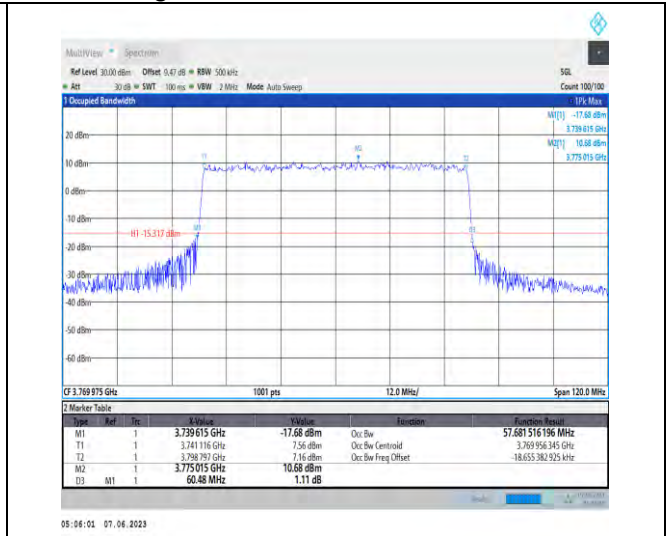 MultiView Spectrum
Ref Level 30.00 dBm Offset 0.47 dB RBW 500 kHz SGL
Att 30 dB SWT 100 ms VBW 2 MHz Mode Auto Sweep Count 100/100
1 Occupied Bandwidth 1Pk Max
M1[1] -17.68 dBm
3.739 615 GHz
M2[1] 10.68 dBm
3.775 015 GHz
20 dBm
M2
10 dBm
0 dBm
-10 dBm
H1 -15.317 dBm
-20 dBm
-30 dBm
-40 dBm
-50 dBm
-60 dBm
CF 3.769 975 GHz 1001 pts 12.0 MHz/ Span 120.0 MHz
2 Marker Table
Type Ref Trc X-Value Y-Value Function Function Result
M1 1 3.739 615 GHz -17.68 dBm Occ Bw 57.681 516 196 MHz
T1 1 3.741 116 GHz 7.56 dBm Occ Bw Centroid 3.769 956 345 GHz
T2 1 3.798 797 GHz 7.16 dBm Occ Bw Freq Offset -18.655 382 925 kHz
M2 1 3.775 015 GHz 10.68 dBm
D3 M1 1 60.48 MHz 1.11 dB
05:06:01 07.06.2023